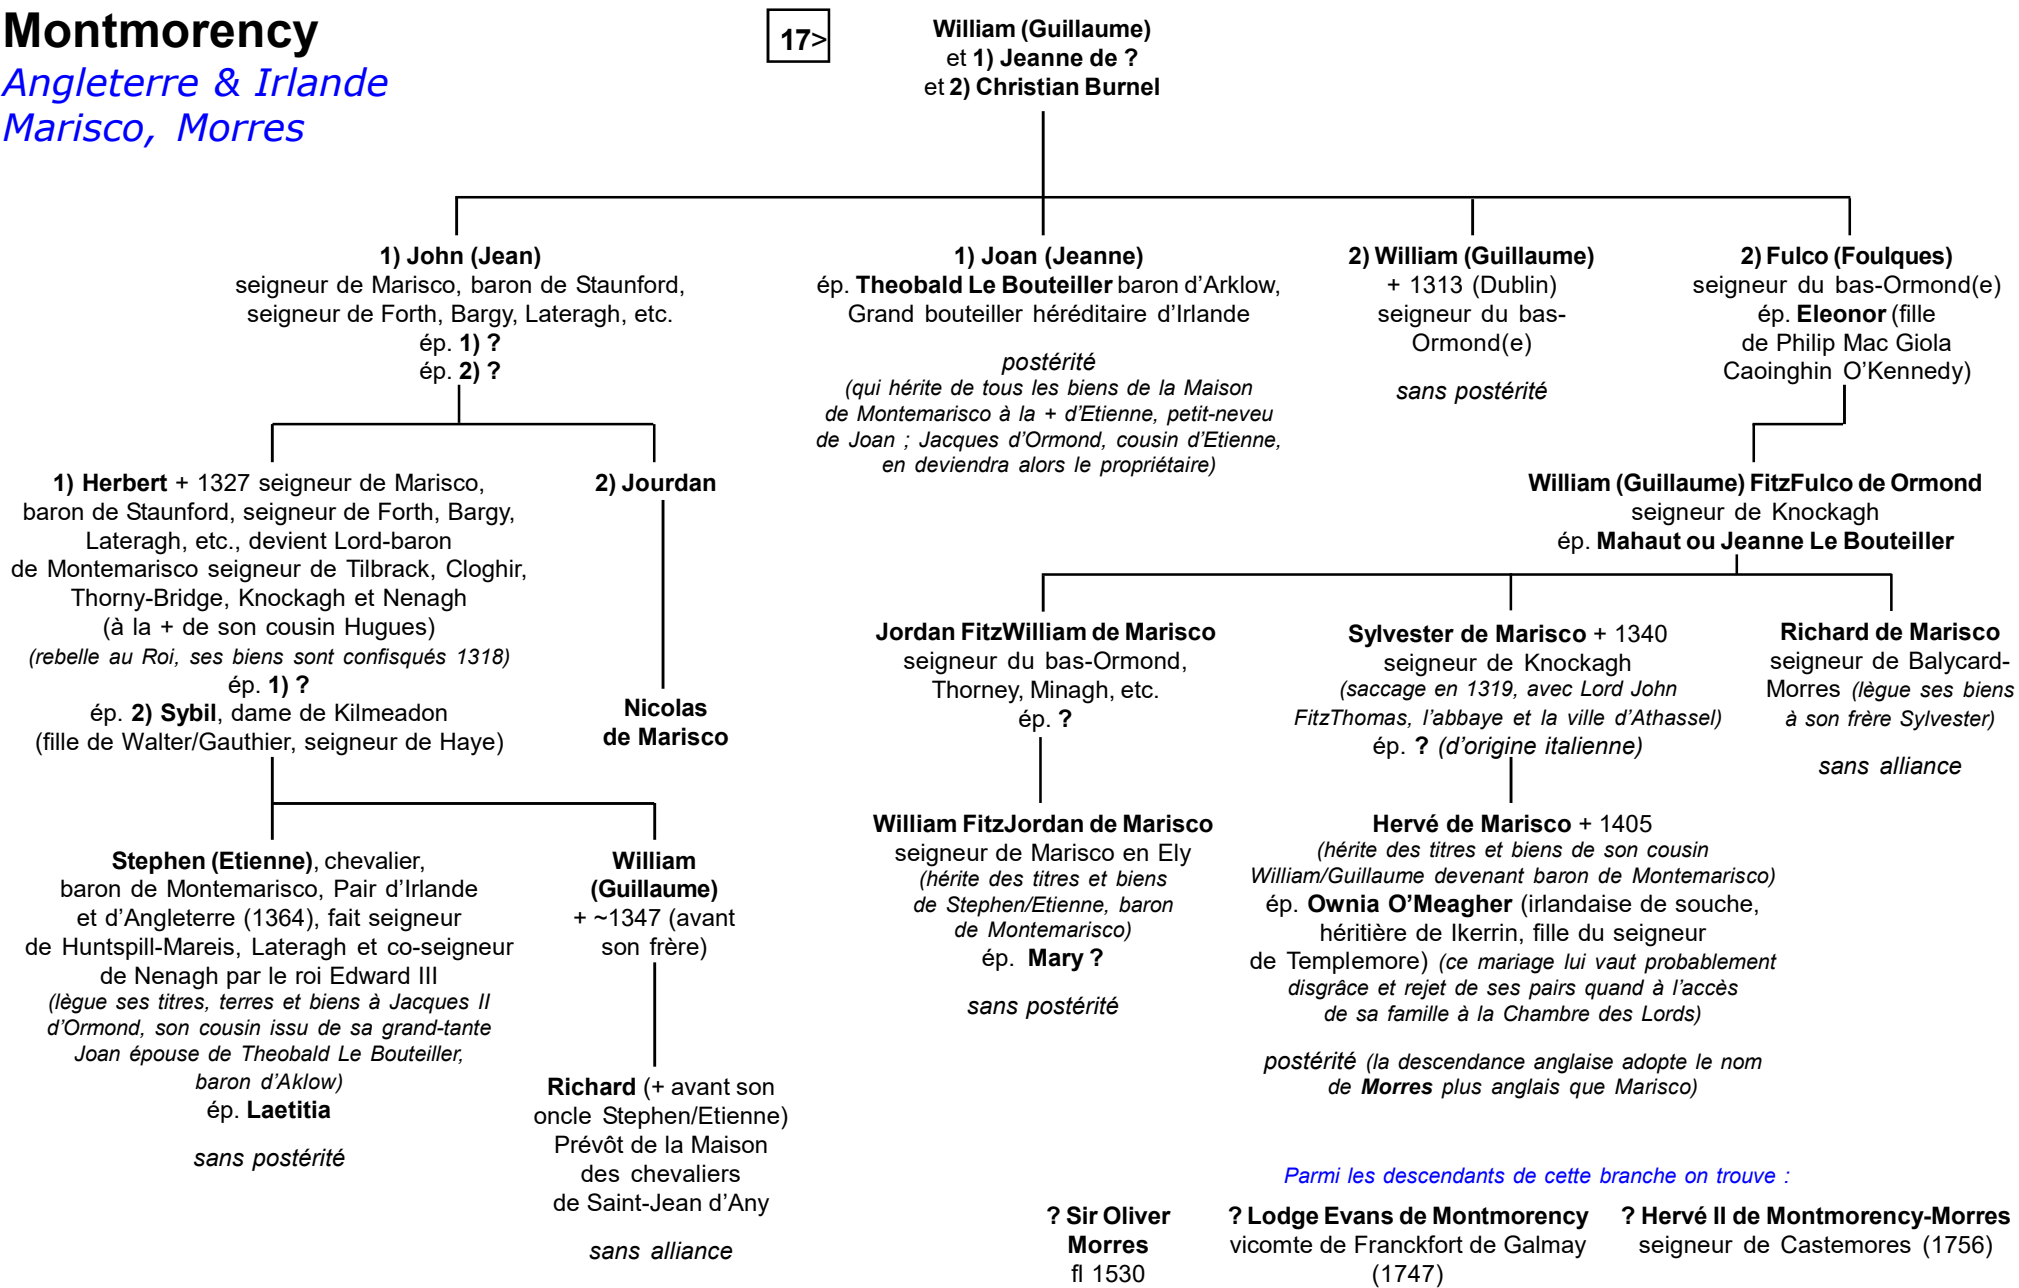 Montmorency
Angleterre & Irlande
Marisco, Morres
17>
William (Guillaume)
et 1) Jeanne de ?
et 2) Christian Burnel
1) John (Jean)
seigneur de Marisco, baron de Staunford,
seigneur de Forth, Bargy, Lateragh, etc.
ép. 1) ?
ép. 2) ?
1) Joan (Jeanne)
ép. Theobald Le Bouteiller baron d'Arklow,
Grand bouteiller héréditaire d'Irlande
postérité
(qui hérite de tous les biens de la Maison
de Montemarisco à la + d'Etienne, petit-neveu
de Joan ; Jacques d'Ormond, cousin d'Etienne,
en deviendra alors le propriétaire)
2) William (Guillaume)
+ 1313 (Dublin)
seigneur du bas-
Ormond(e)
sans postérité
2) Fulco (Foulques)
seigneur du bas-Ormond(e)
ép. Eleonor (fille
de Philip Mac Giola
Caoinghin O'Kennedy)
1) Herbert + 1327 seigneur de Marisco,
baron de Staunford, seigneur de Forth, Bargy,
Lateragh, etc., devient Lord-baron
de Montemarisco seigneur de Tilbrack, Cloghir,
Thorny-Bridge, Knockagh et Nenagh
(à la + de son cousin Hugues)
(rebelle au Roi, ses biens sont confisqués 1318)
ép. 1) ?
ép. 2) Sybil, dame de Kilmeadon
(fille de Walter/Gauthier, seigneur de Haye)
2) Jourdan
Nicolas
de Marisco
William (Guillaume) FitzFulco de Ormond
seigneur de Knockagh
ép. Mahaut ou Jeanne Le Bouteiller
Jordan FitzWilliam de Marisco
seigneur du bas-Ormond,
Thorney, Minagh, etc.
ép. ?
Sylvester de Marisco + 1340
seigneur de Knockagh
(saccage en 1319, avec Lord John
FitzThomas, l'abbaye et la ville d'Athassel)
ép. ? (d'origine italienne)
Richard de Marisco
seigneur de Balycard-
Morres (lègue ses biens
à son frère Sylvester)
sans alliance
Stephen (Etienne), chevalier,
baron de Montemarisco, Pair d'Irlande
et d'Angleterre (1364), fait seigneur
de Huntspill-Mareis, Lateragh et co-seigneur
de Nenagh par le roi Edward III
(lègue ses titres, terres et biens à Jacques II
d'Ormond, son cousin issu de sa grand-tante
Joan épouse de Theobald Le Bouteiller,
baron d'Aklow)
ép. Laetitia
sans postérité
William
(Guillaume)
+ ~1347 (avant
son frère)
Richard (+ avant son
oncle Stephen/Etienne)
Prévôt de la Maison
des chevaliers
de Saint-Jean d'Any
sans alliance
William FitzJordan de Marisco
seigneur de Marisco en Ely
(hérite des titres et biens
de Stephen/Etienne, baron
de Montemarisco)
ép. Mary ?
sans postérité
Hervé de Marisco + 1405
(hérite des titres et biens de son cousin
William/Guillaume devenant baron de Montemarisco)
ép. Ownia O'Meagher (irlandaise de souche,
héritière de Ikerrin, fille du seigneur
de Templemore) (ce mariage lui vaut probablement
disgrâce et rejet de ses pairs quand à l'accès
de sa famille à la Chambre des Lords)
postérité (la descendance anglaise adopte le nom
de Morres plus anglais que Marisco)
Parmi les descendants de cette branche on trouve :
? Sir Oliver
Morres
fl 1530
? Lodge Evans de Montmorency
vicomte de Franckfort de Galmay
(1747)
? Hervé II de Montmorency-Morres
seigneur de Castemores (1756)